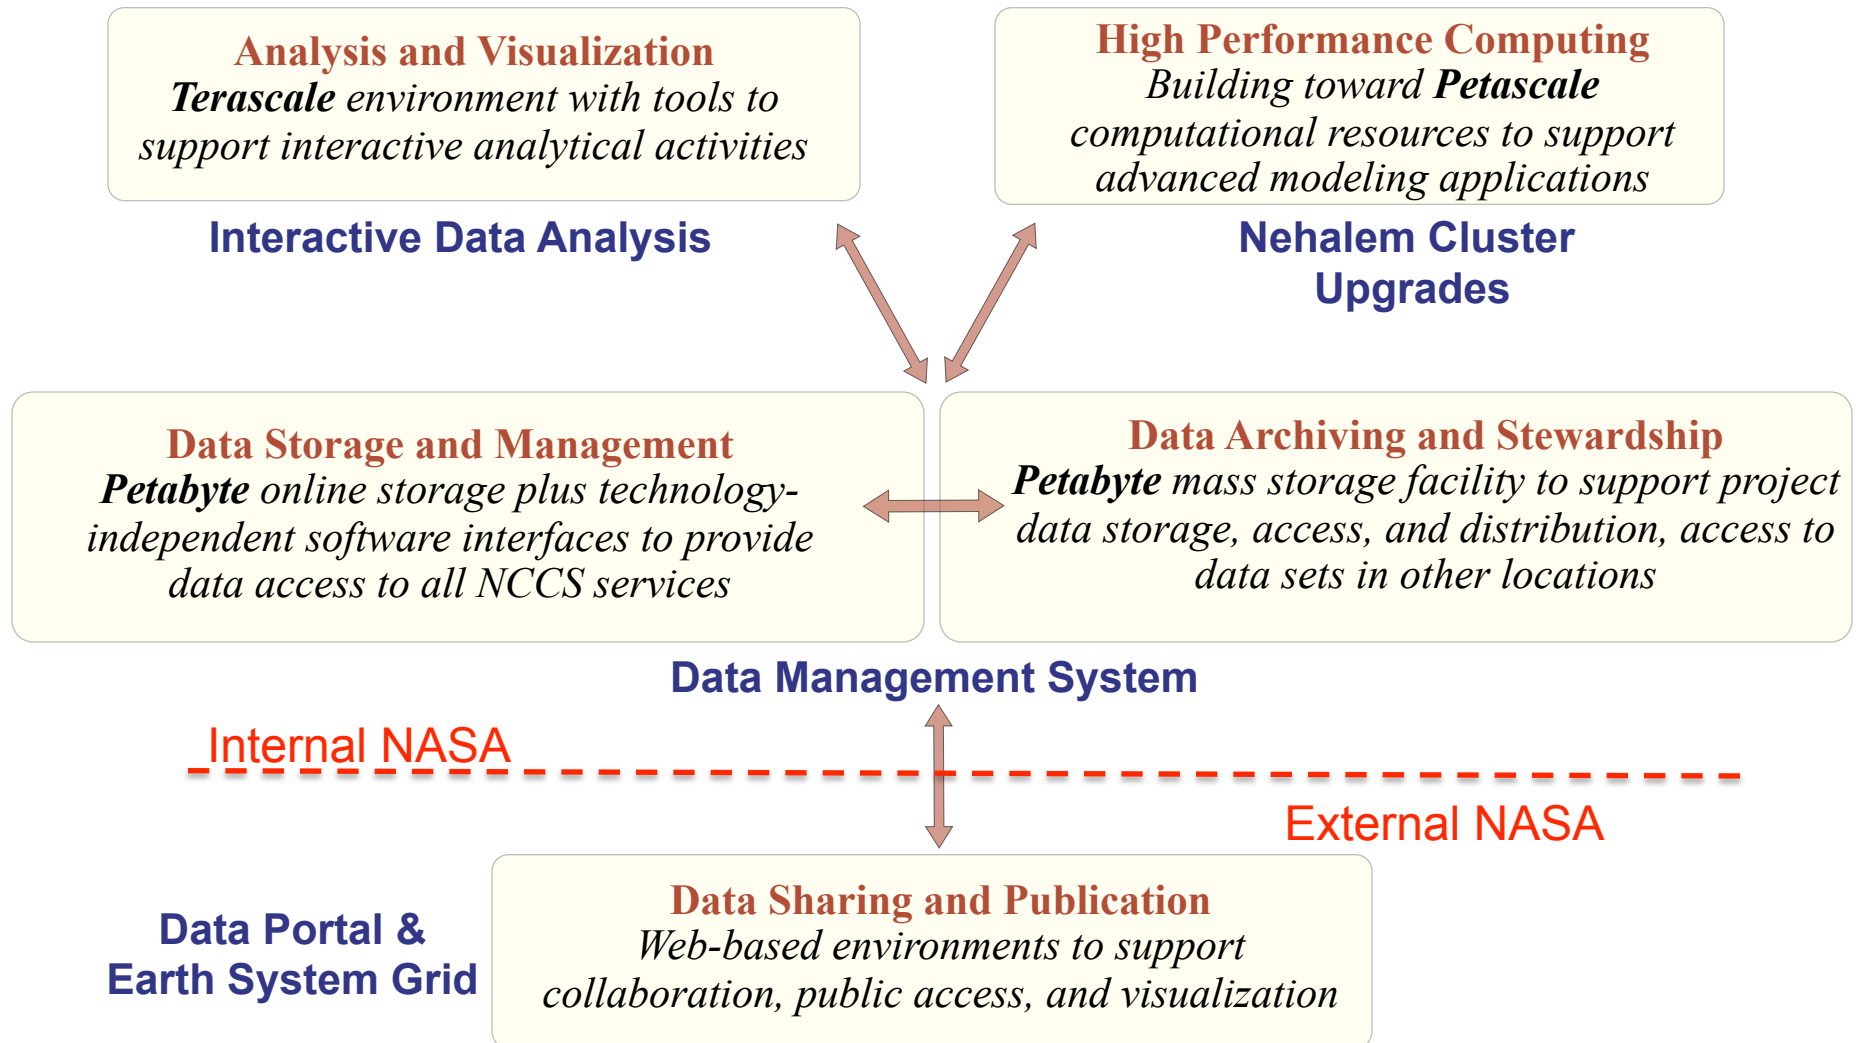 Analysis and Visualization
Terascale environment with tools to
support interactive analytical activities
High Performance Computing
Building toward Petascale
computational resources to support
advanced modeling applications
Interactive Data Analysis
Nehalem Cluster
Upgrades
Data Storage and Management
Petabyte online storage plus technology-
independent software interfaces to provide
data access to all NCCS services
Data Archiving and Stewardship
Petabyte mass storage facility to support project
data storage, access, and distribution, access to
data sets in other locations
Data Management System
Internal NASA
External NASA
Data Portal &
Earth System Grid
Data Sharing and Publication
Web-based environments to support
collaboration, public access, and visualization